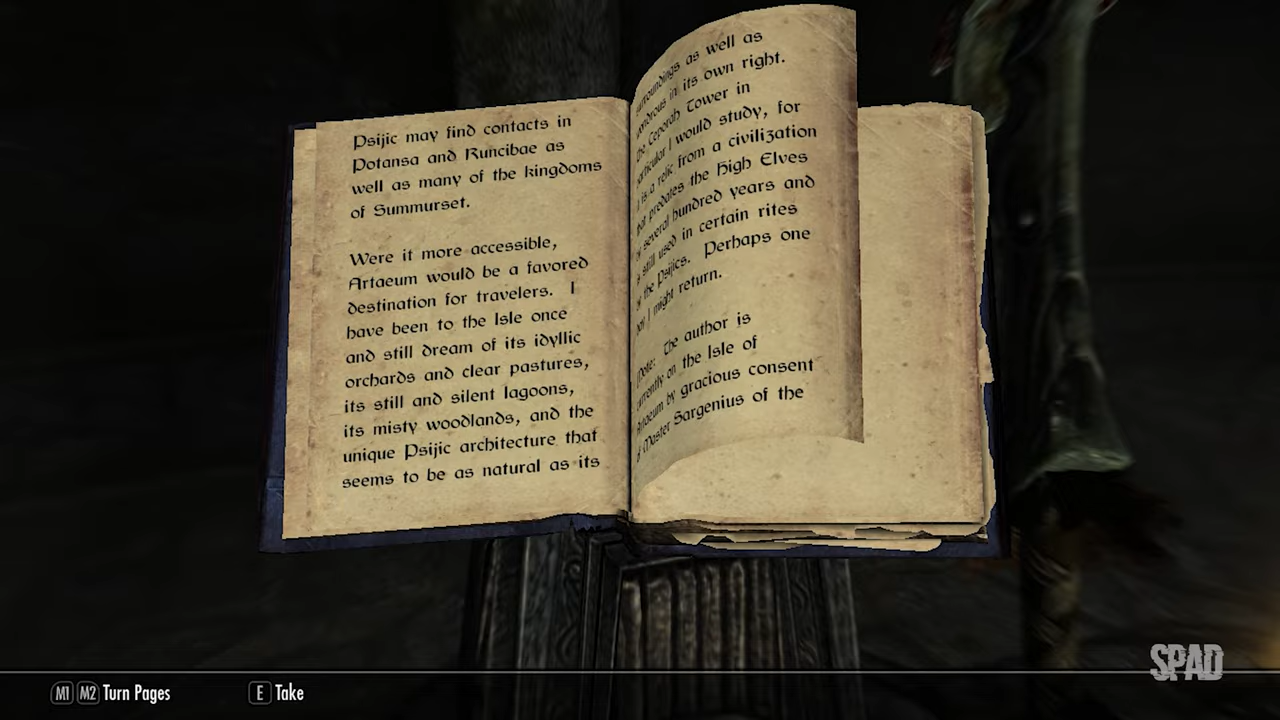 Psijic may find contacts in
Potansa and Runcibae as
well as many of the kingdoms
of Summurset.
Were it more accessible,
Artaeum would be a favored
destination for travelers. I
have been to the Isle once
and still dream of its idyllic
orchards and clear pastures,
its still and silent lagoons,
its misty woodlands, and the
unique Psijic architecture that
seems to be as natural as its
surroundings as well as
wondrous in its own right.
the Ceporah Tower in
particular I would study, for
is a relic from a civilization
that predates the High Elves
by several hundred years and
is still used in certain rites
by the Psijics. Perhaps one
day I might return.
Note: The author is
currently on the Isle of
Artaeum by gracious consent
of Master Sargenius of the
M1 M2 Turn Pages
E Take
SPAD